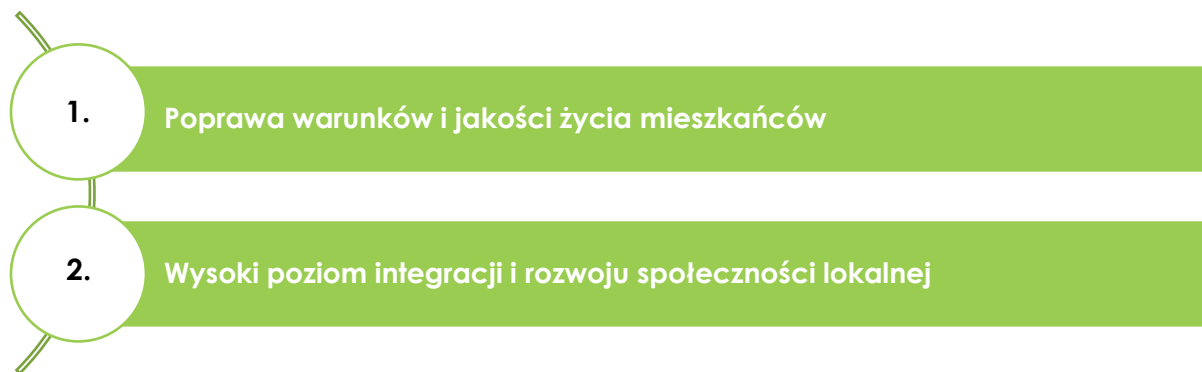 1.
Poprawa warunków i jakości życia mieszkańców
2.
Wysoki poziom integracji i rozwoju społeczności lokalnej